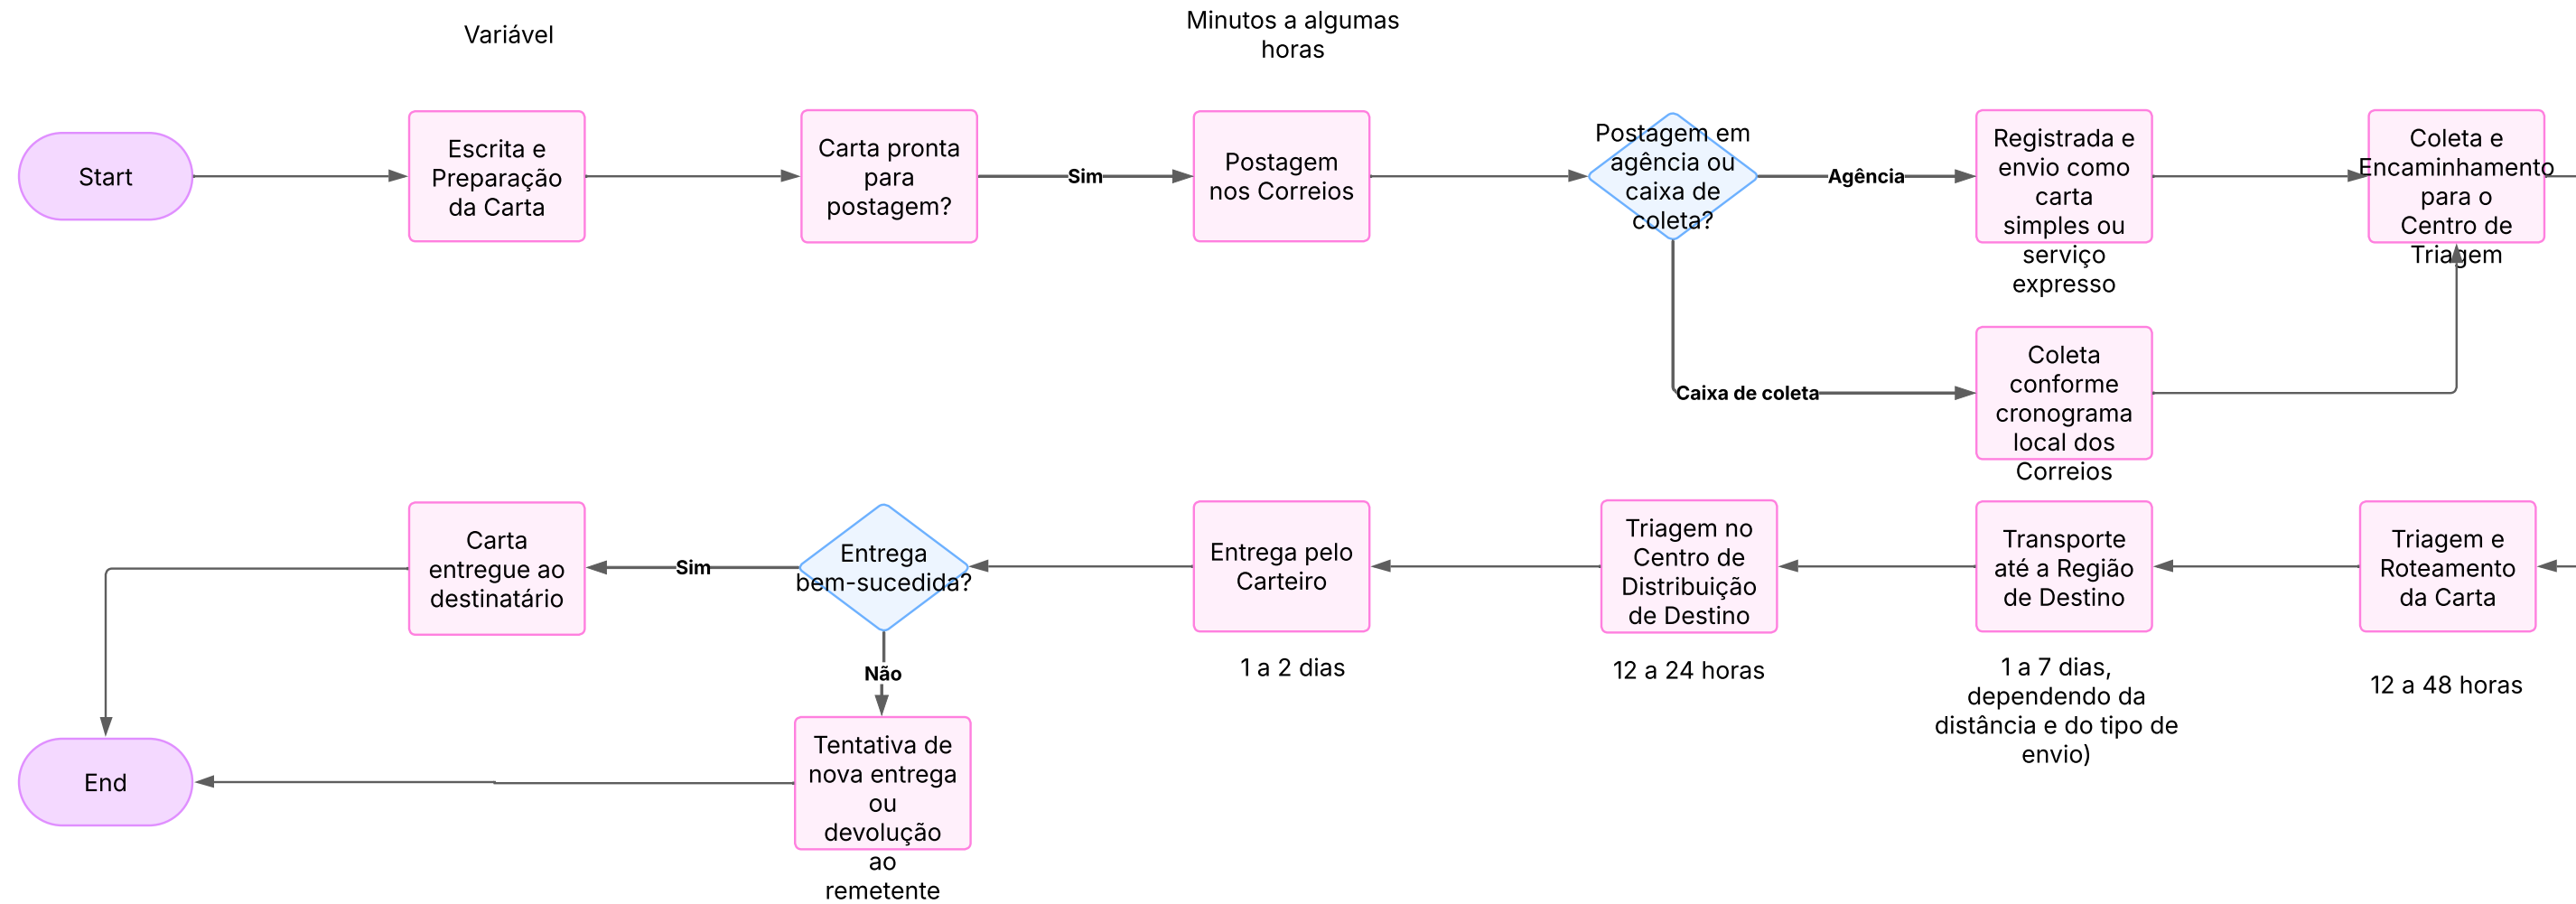 Variável
Minutos a algumas
horas
Start
Escrita e
Preparação
da Carta
Carta pronta
para
postagem?
Sim
Postagem
nos Correios
Postagem em
agência ou
caixa de
coleta?
Agência
Registrada e
envio como
carta
simples ou
serviço
expresso
Coleta e
Encaminhamento
para o
Centro de
Triagem
Caixa de coleta
Coleta
conforme
cronograma
local dos
Correios
Carta
entregue ao
destinatário
Sim
Entrega
bem-sucedida?
Entrega pelo
Carteiro
Triagem no
Centro de
Distribuição
de Destino
Transporte
até a Região
de Destino
Triagem e
Roteamento
da Carta
Não
1 a 2 dias
12 a 24 horas
1 a 7 dias,
dependendo da
distância e do tipo de
envio)
12 a 48 horas
End
Tentativa de
nova entrega
ou
devolução
ao
remetente